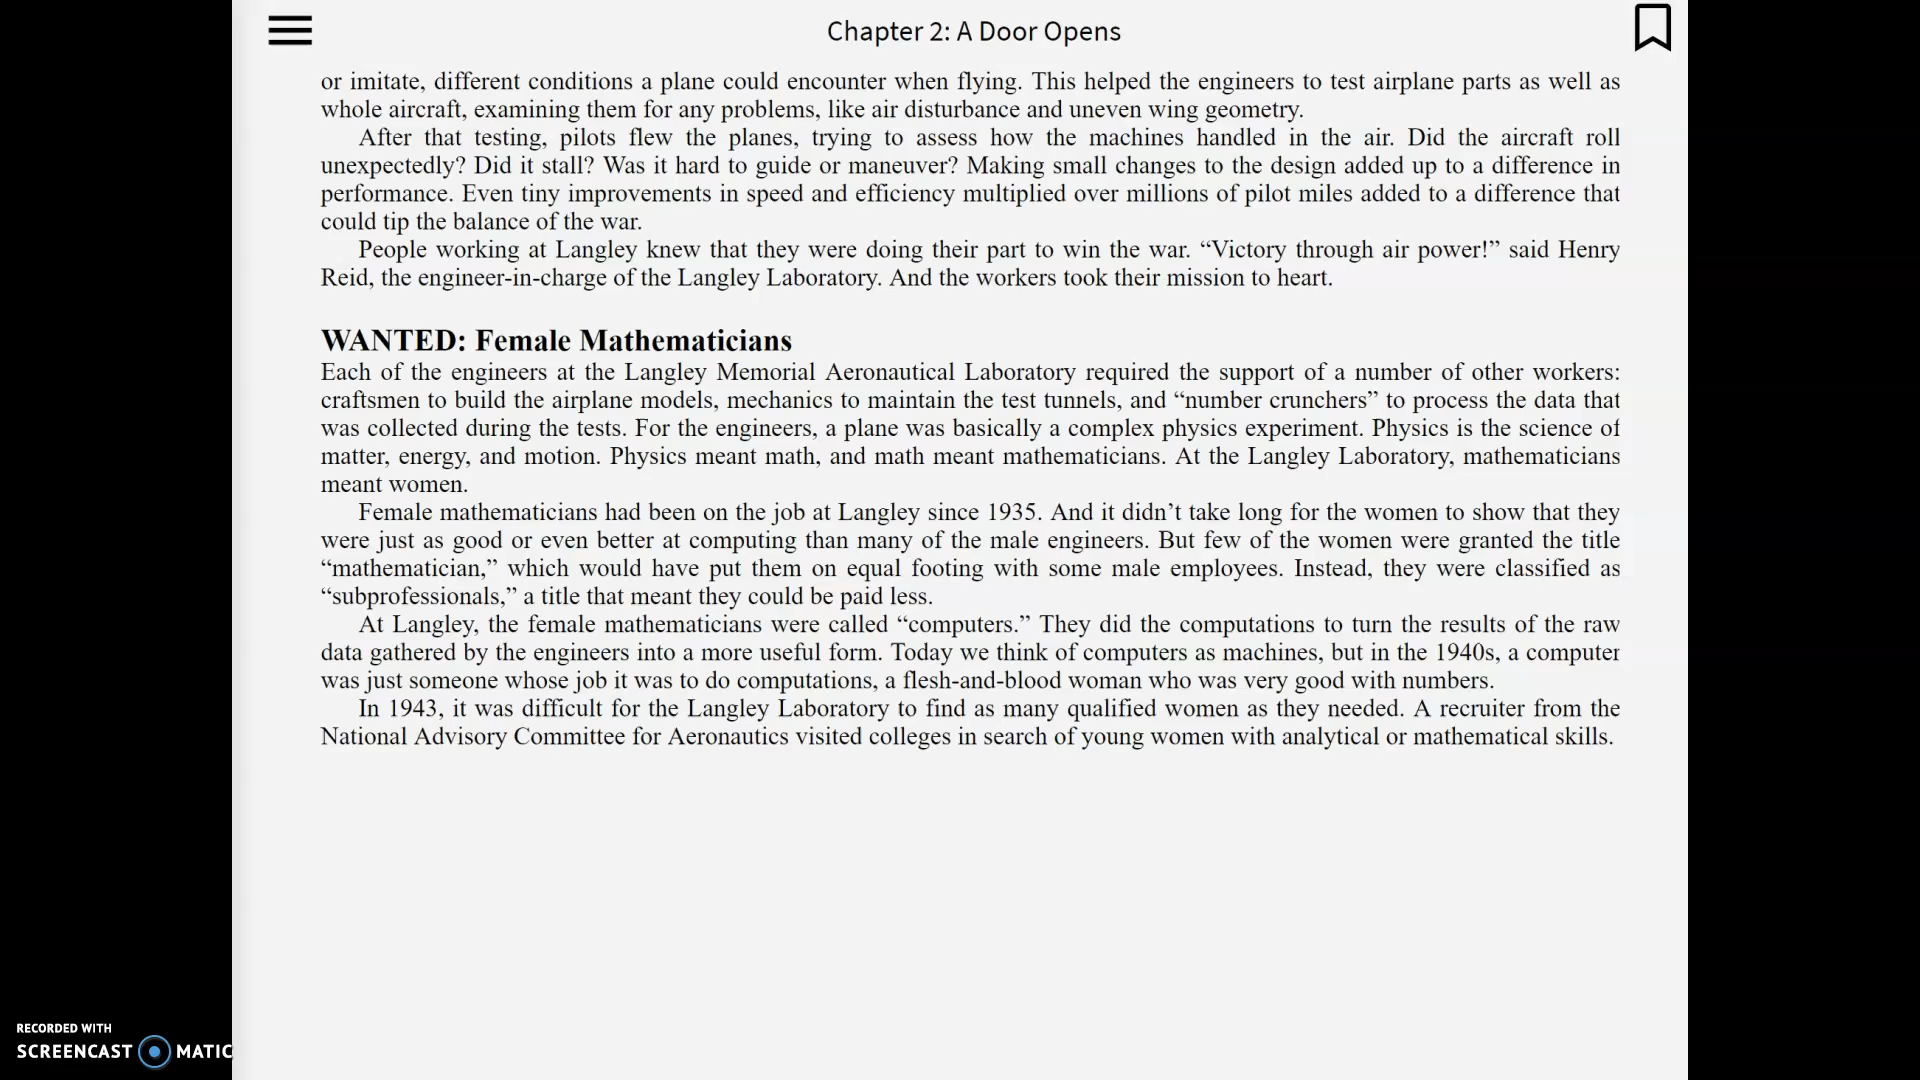 Chapter 2: A Door Opens
or imitate, different conditions a plane could encounter when flying. This helped the engineers to test airplane parts as well as
whole aircraft, examining them for any problems, like air disturbance and uneven wing geometry.
After that testing, pilots flew the planes, trying to assess how the machines handled in the air. Did the aircraft roll
unexpectedly? Did it stall? Was it hard to guide or maneuver? Making small changes to the design added up to a difference in
performance. Even tiny improvements in speed and efficiency multiplied over millions of pilot miles added to a difference that
could tip the balance of the war.
People working at Langley knew that they were doing their part to win the war. “Victory through air power!” said Henry
Reid, the engineer-in-charge of the Langley Laboratory. And the workers took their mission to heart.
WANTED: Female Mathematicians
Each of the engineers at the Langley Memorial Aeronautical Laboratory required the support of a number of other workers:
craftsmen to build the airplane models, mechanics to maintain the test tunnels, and “number crunchers” to process the data that
was collected during the tests. For the engineers, a plane was basically a complex physics experiment. Physics is the science of
matter, energy, and motion. Physics meant math, and math meant mathematicians. At the Langley Laboratory, mathematicians
meant women.
Female mathematicians had been on the job at Langley since 1935. And it didn’t take long for the women to show that they
were just as good or even better at computing than many of the male engineers. But few of the women were granted the title
“mathematician,” which would have put them on equal footing with some male employees. Instead, they were classified as
“subprofessionals,” a title that meant they could be paid less.
At Langley, the female mathematicians were called “computers.” They did the computations to turn the results of the raw
data gathered by the engineers into a more useful form. Today we think of computers as machines, but in the 1940s, a computer
was just someone whose job it was to do computations, a flesh-and-blood woman who was very good with numbers.
In 1943, it was difficult for the Langley Laboratory to find as many qualified women as they needed. A recruiter from the
National Advisory Committee for Aeronautics visited colleges in search of young women with analytical or mathematical skills.
RECORDED WITH
SCREENCAST MATIC